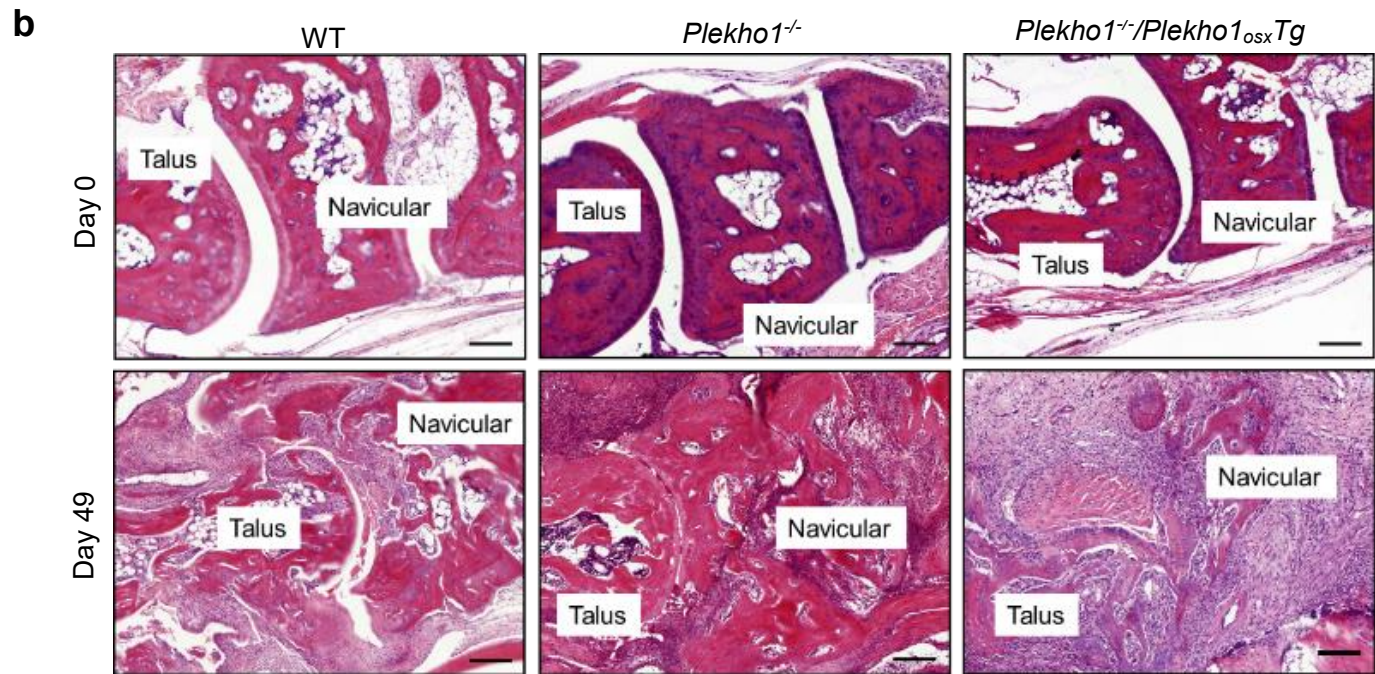 b
WT
Plekho1-/-
Plekho1-/-/Plekho1osxTg
Day 0
Talus
Navicular
Talus
Navicular
Talus
Navicular
Day 49
Talus
Navicular
Talus
Navicular
Talus
Navicular